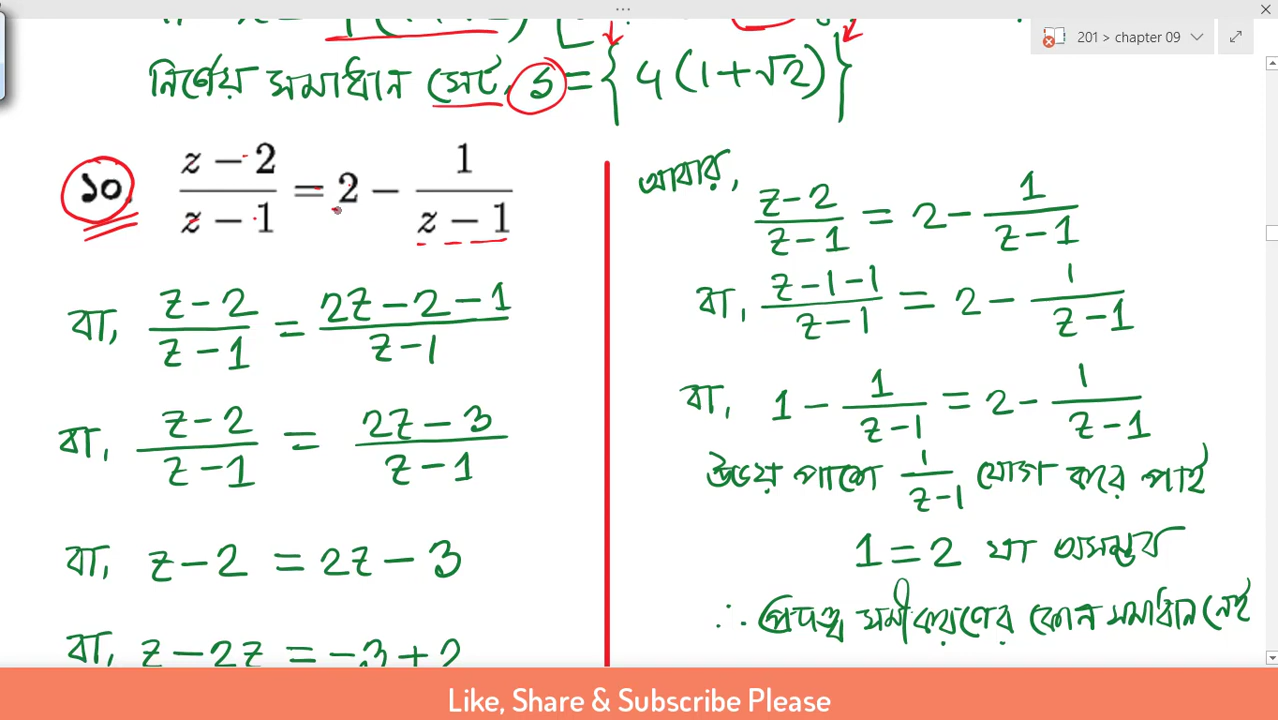 201 > chapter 09
নির্ণেয় সমাধান সেট, S = {4(1+√2)}
১০. (z − 2)/(z − 1) = 2 − 1/(z − 1)
বা, (z−2)/(z−1) = (2z−2−1)/(z−1)
বা, (z−2)/(z−1) = (2z−3)/(z−1)
বা, z−2 = 2z−3
বা, z−2z = −3+2
আবার, (z−2)/(z−1) = 2 − 1/(z−1)
বা, (z−1−1)/(z−1) = 2 − 1/(z−1)
বা, 1 − 1/(z−1) = 2 − 1/(z−1)
উভয় পাশে 1/(z−1) যোগ করে পাই
1 = 2 যা অসম্ভব
∴ প্রদত্ত সমীকরণের কোন সমাধান নেই
Like, Share & Subscribe Please